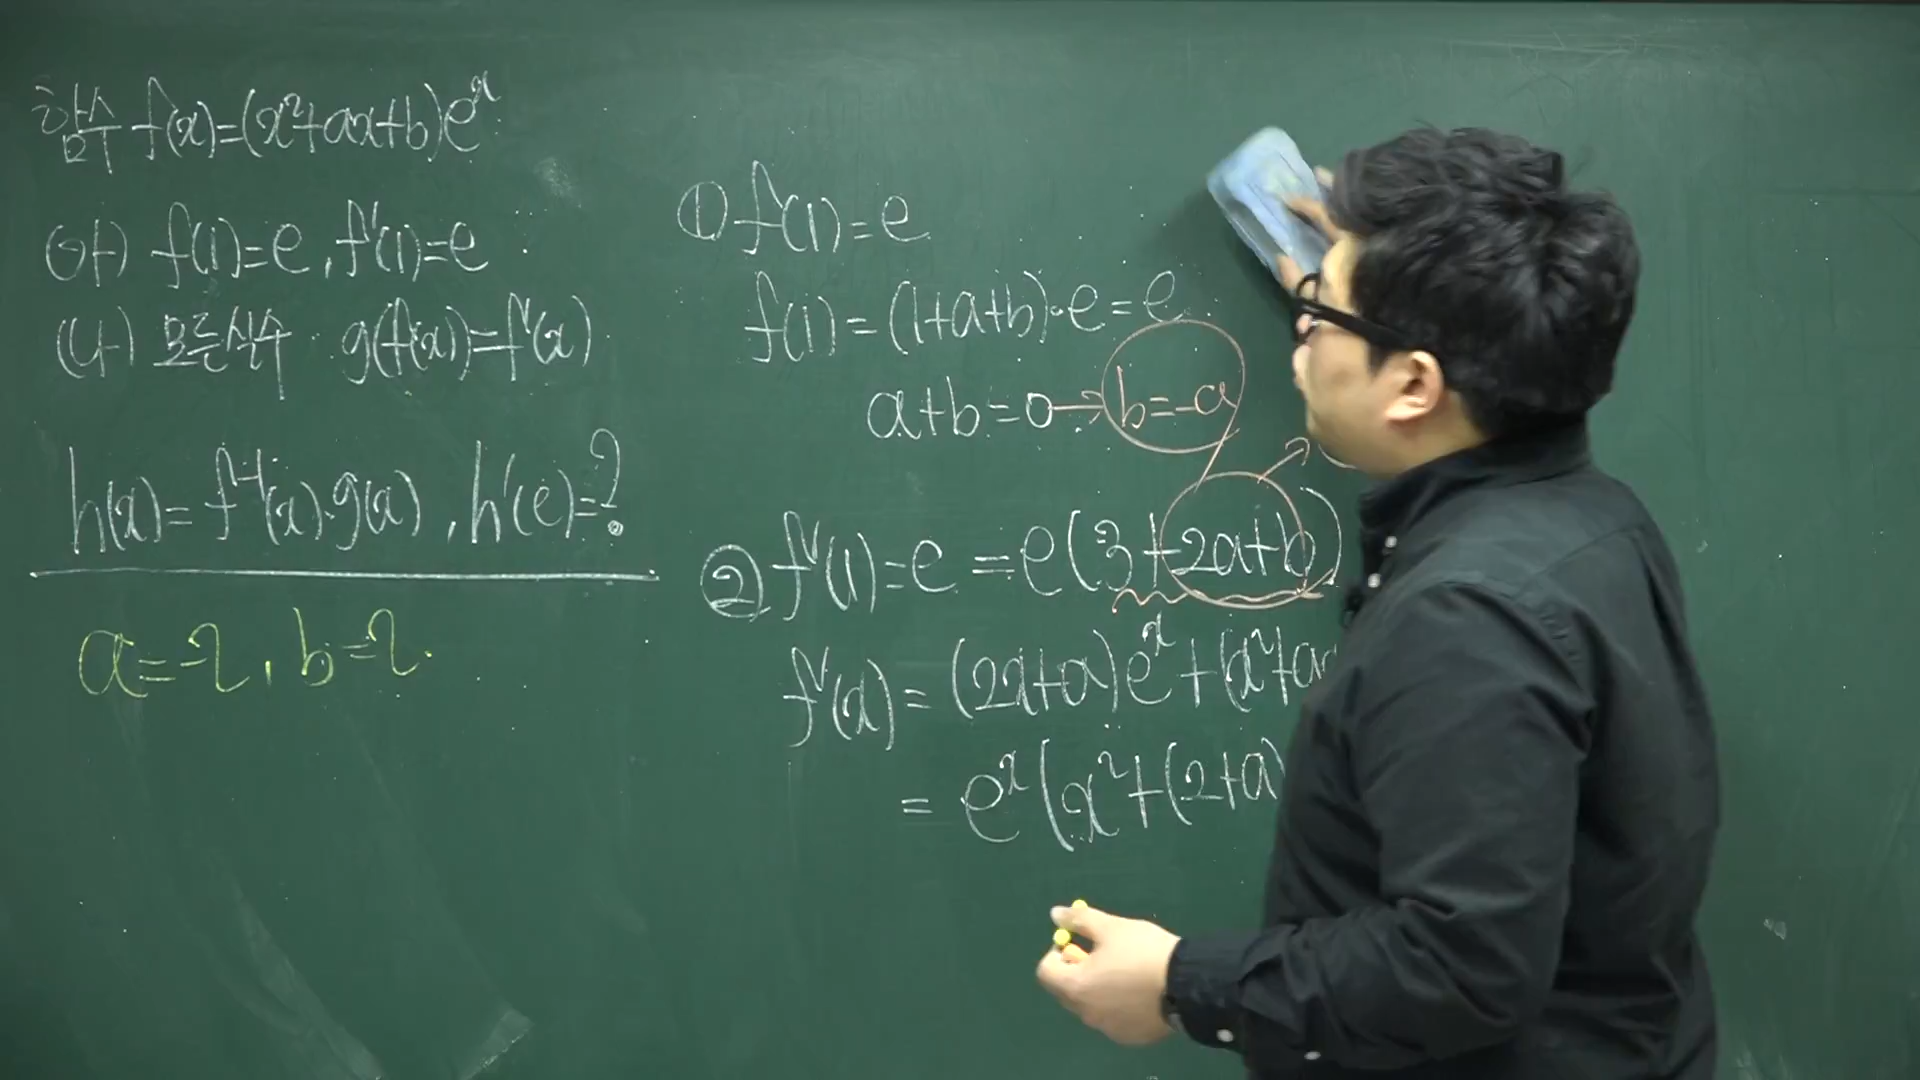 함수 f(x)=(x²+ax+b)eˣ
(가) f(1)=e, f'(1)=e
(나) 모든실수 g(f(x))=f'(x)
h(x)=f⁻¹(x)·g(x), h'(e)=?
a=-2, b=2.
① f(1)=e
f(1)=(1+a+b)·e=e
a+b=0→b=-a
② f'(1)=e=e(3+2a+b)
f'(x)=(2x+a)eˣ+(x²+ax
=eˣ(x²+(2+a)